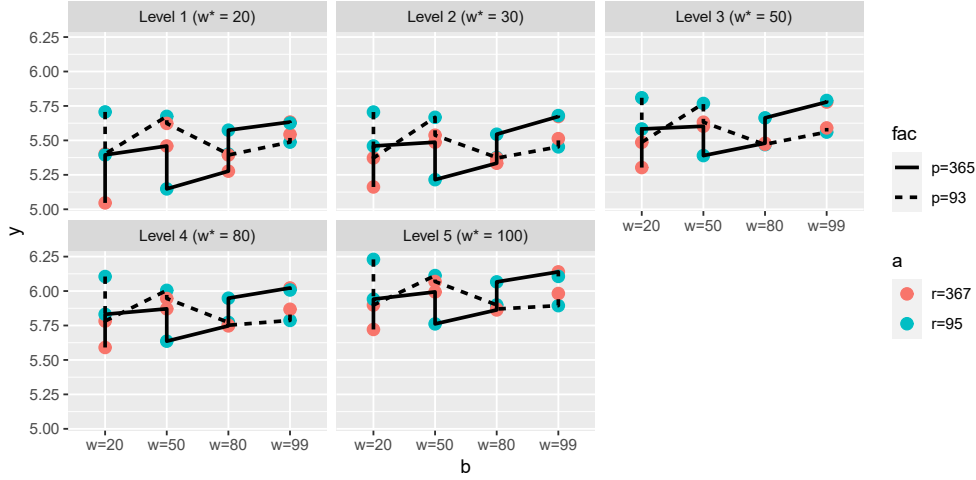 Level 1 (w* = 20)
Level 2 (w* = 30)
Level 3 (w* = 50)
6.25
6.00
5.75
5.50
5.25
5.00
w=20 w=50 w=80 w=99
Level 4 (w* = 80)
Level 5 (w* = 100)
6.25
6.00
5.75
5.50
5.25
5.00
w=20 w=50 w=80 w=99
w=20 w=50 w=80 w=99
y
b
fac
p=365
p=93
a
r=367
r=95